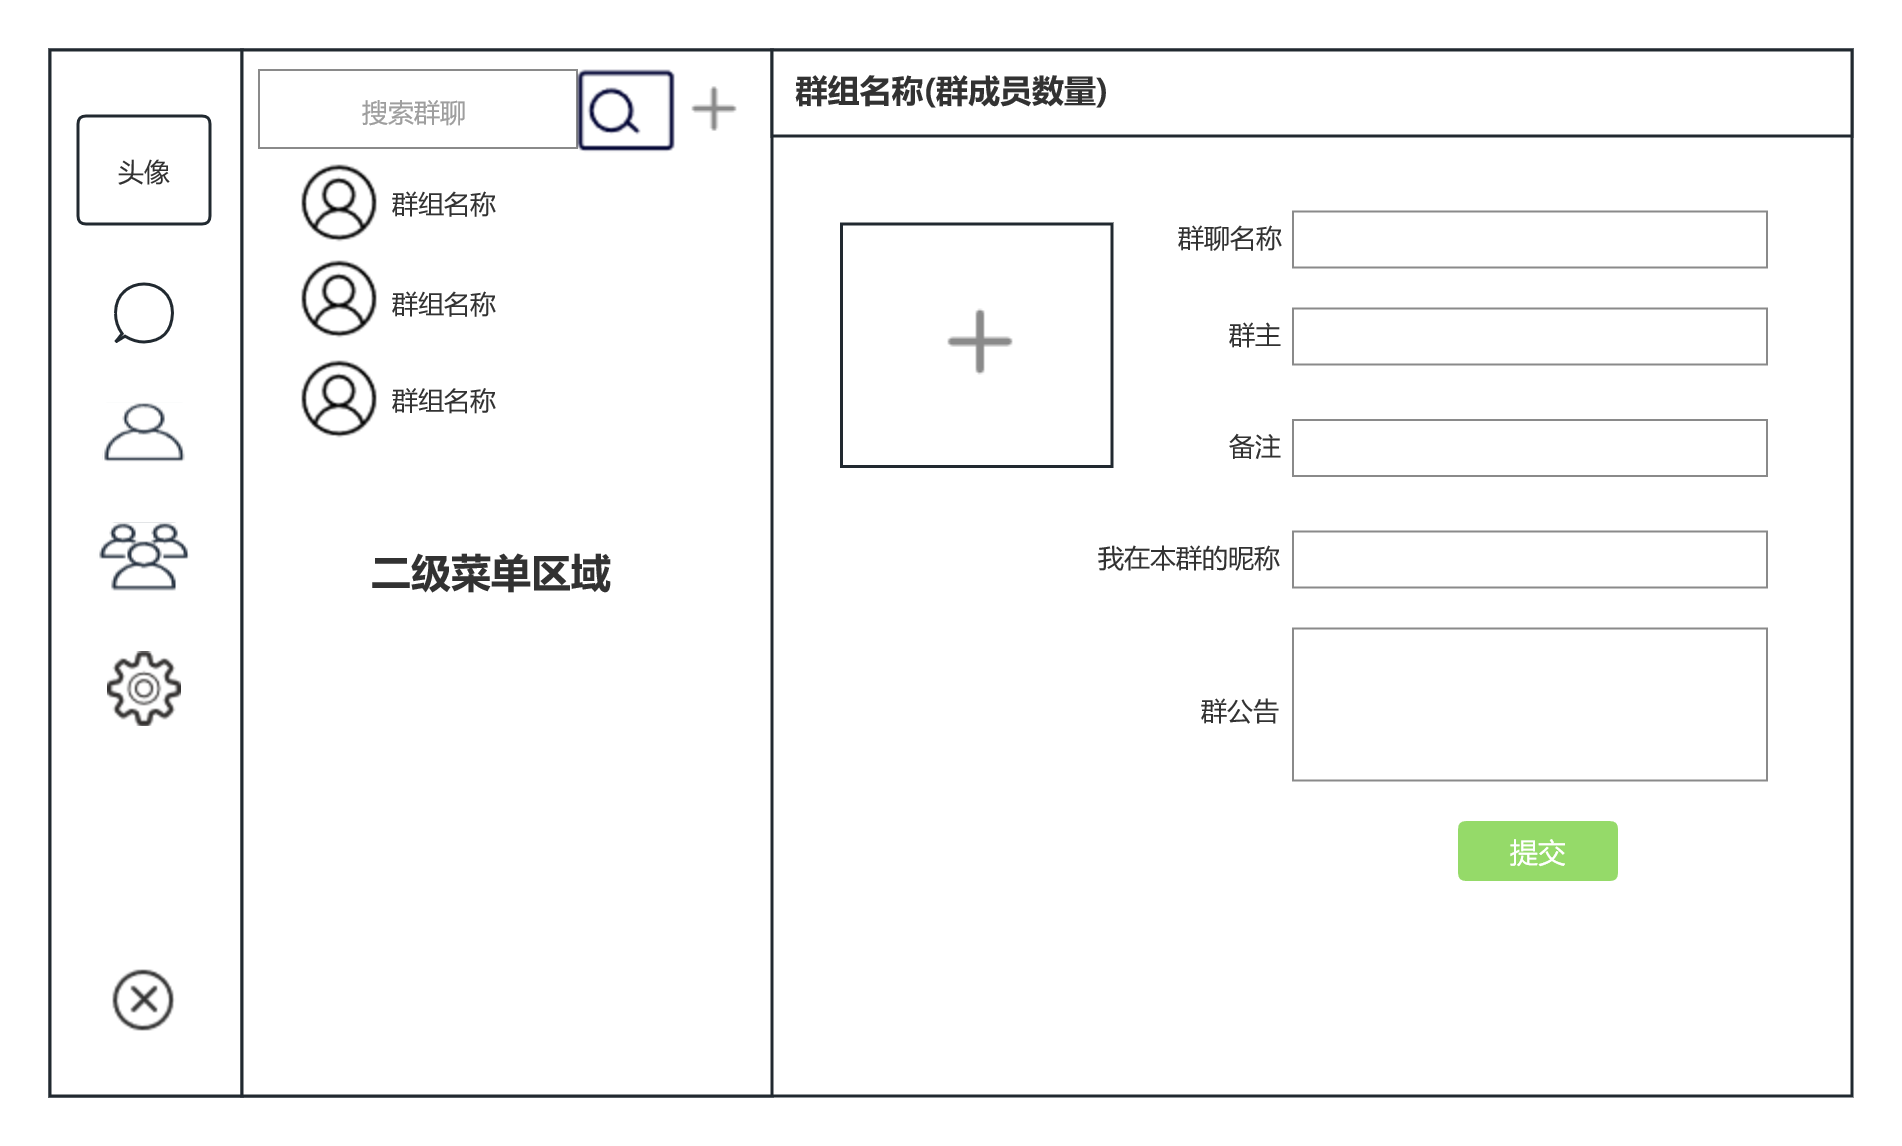 头像
搜索群聊
群组名称
群组名称
群组名称
二级菜单区域
群组名称(群成员数量)
群聊名称
群主
备注
我在本群的昵称
群公告
提交